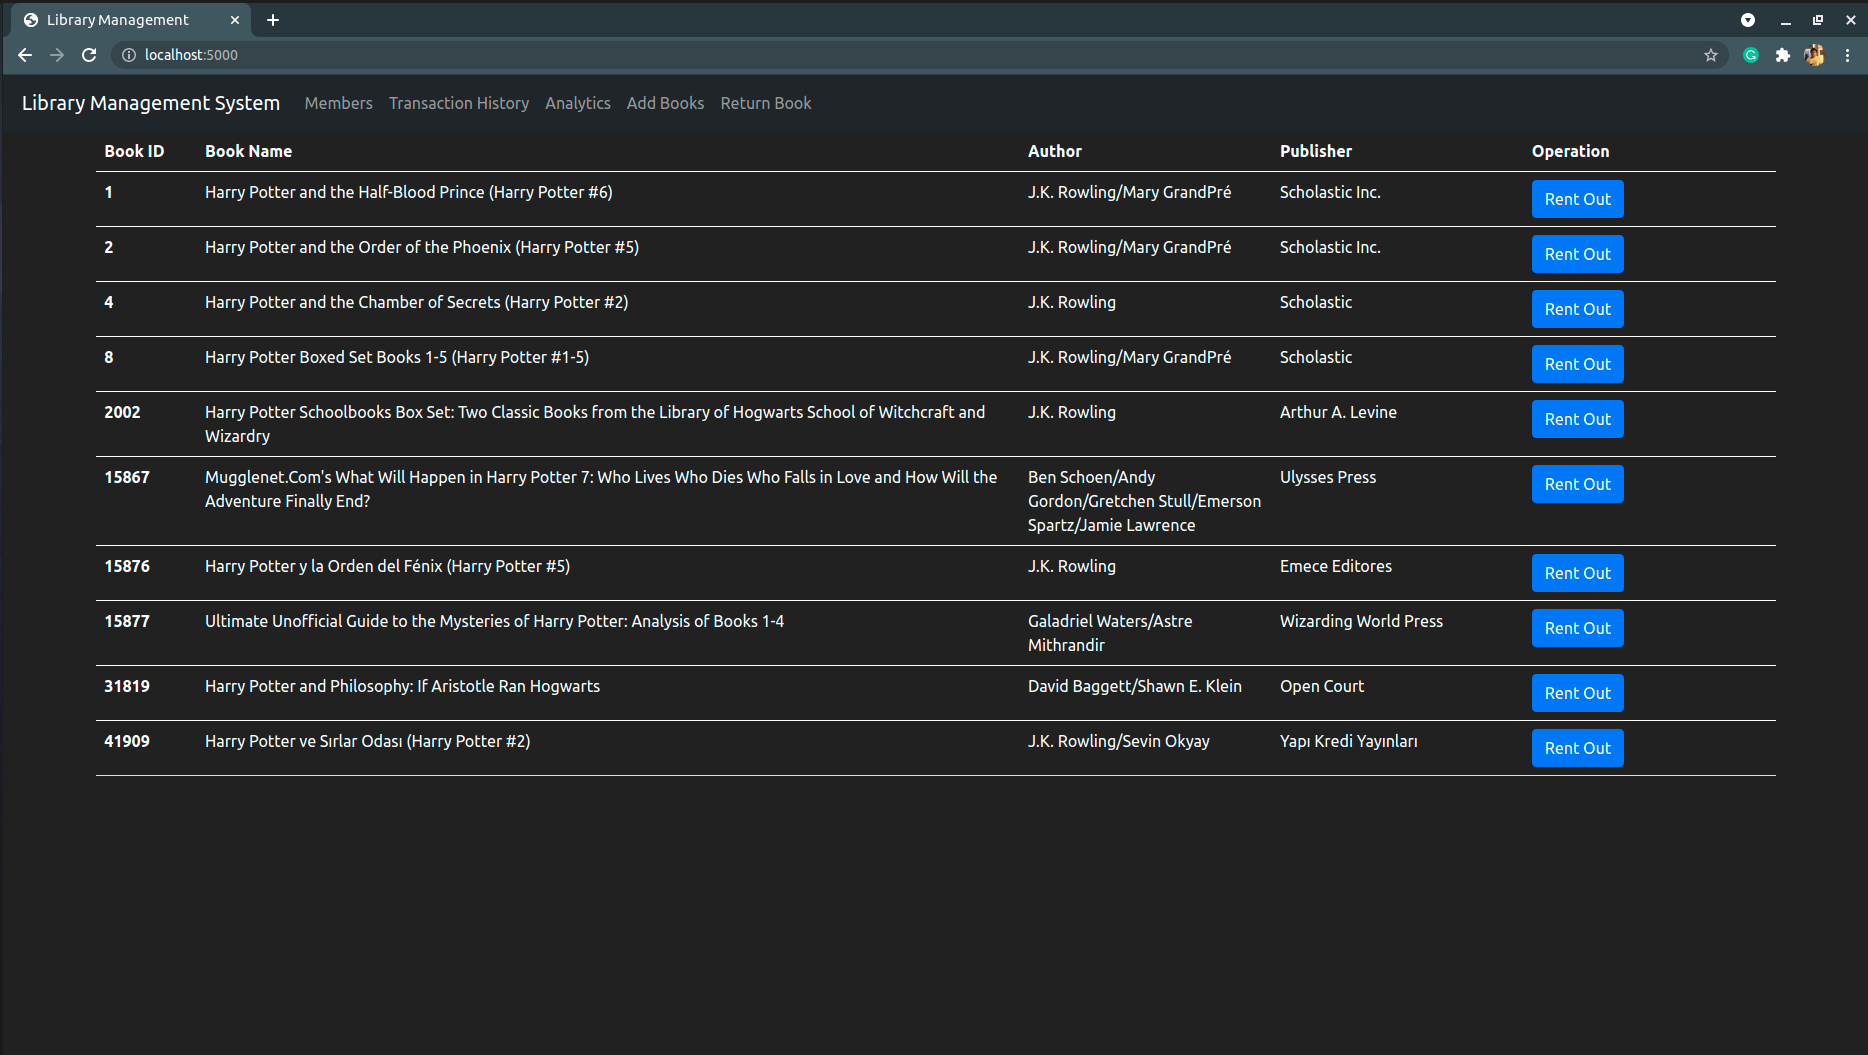 Library Management
localhost:5000
Library Management System Members Transaction History Analytics Add Books Return Book
Book ID Book Name Author Publisher Operation
1 Harry Potter and the Half-Blood Prince (Harry Potter #6) J.K. Rowling/Mary GrandPré Scholastic Inc. Rent Out
2 Harry Potter and the Order of the Phoenix (Harry Potter #5) J.K. Rowling/Mary GrandPré Scholastic Inc. Rent Out
4 Harry Potter and the Chamber of Secrets (Harry Potter #2) J.K. Rowling Scholastic Rent Out
8 Harry Potter Boxed Set Books 1-5 (Harry Potter #1-5) J.K. Rowling/Mary GrandPré Scholastic Rent Out
2002 Harry Potter Schoolbooks Box Set: Two Classic Books from the Library of Hogwarts School of Witchcraft and J.K. Rowling Arthur A. Levine Rent Out
Wizardry
15867 Mugglenet.Com's What Will Happen in Harry Potter 7: Who Lives Who Dies Who Falls in Love and How Will the Ben Schoen/Andy Ulysses Press Rent Out
Adventure Finally End? Gordon/Gretchen Stull/Emerson
Spartz/Jamie Lawrence
15876 Harry Potter y la Orden del Fénix (Harry Potter #5) J.K. Rowling Emece Editores Rent Out
15877 Ultimate Unofficial Guide to the Mysteries of Harry Potter: Analysis of Books 1-4 Galadriel Waters/Astre Wizarding World Press Rent Out
Mithrandir
31819 Harry Potter and Philosophy: If Aristotle Ran Hogwarts David Baggett/Shawn E. Klein Open Court Rent Out
41909 Harry Potter ve Sırlar Odası (Harry Potter #2) J.K. Rowling/Sevin Okyay Yapı Kredi Yayınları Rent Out